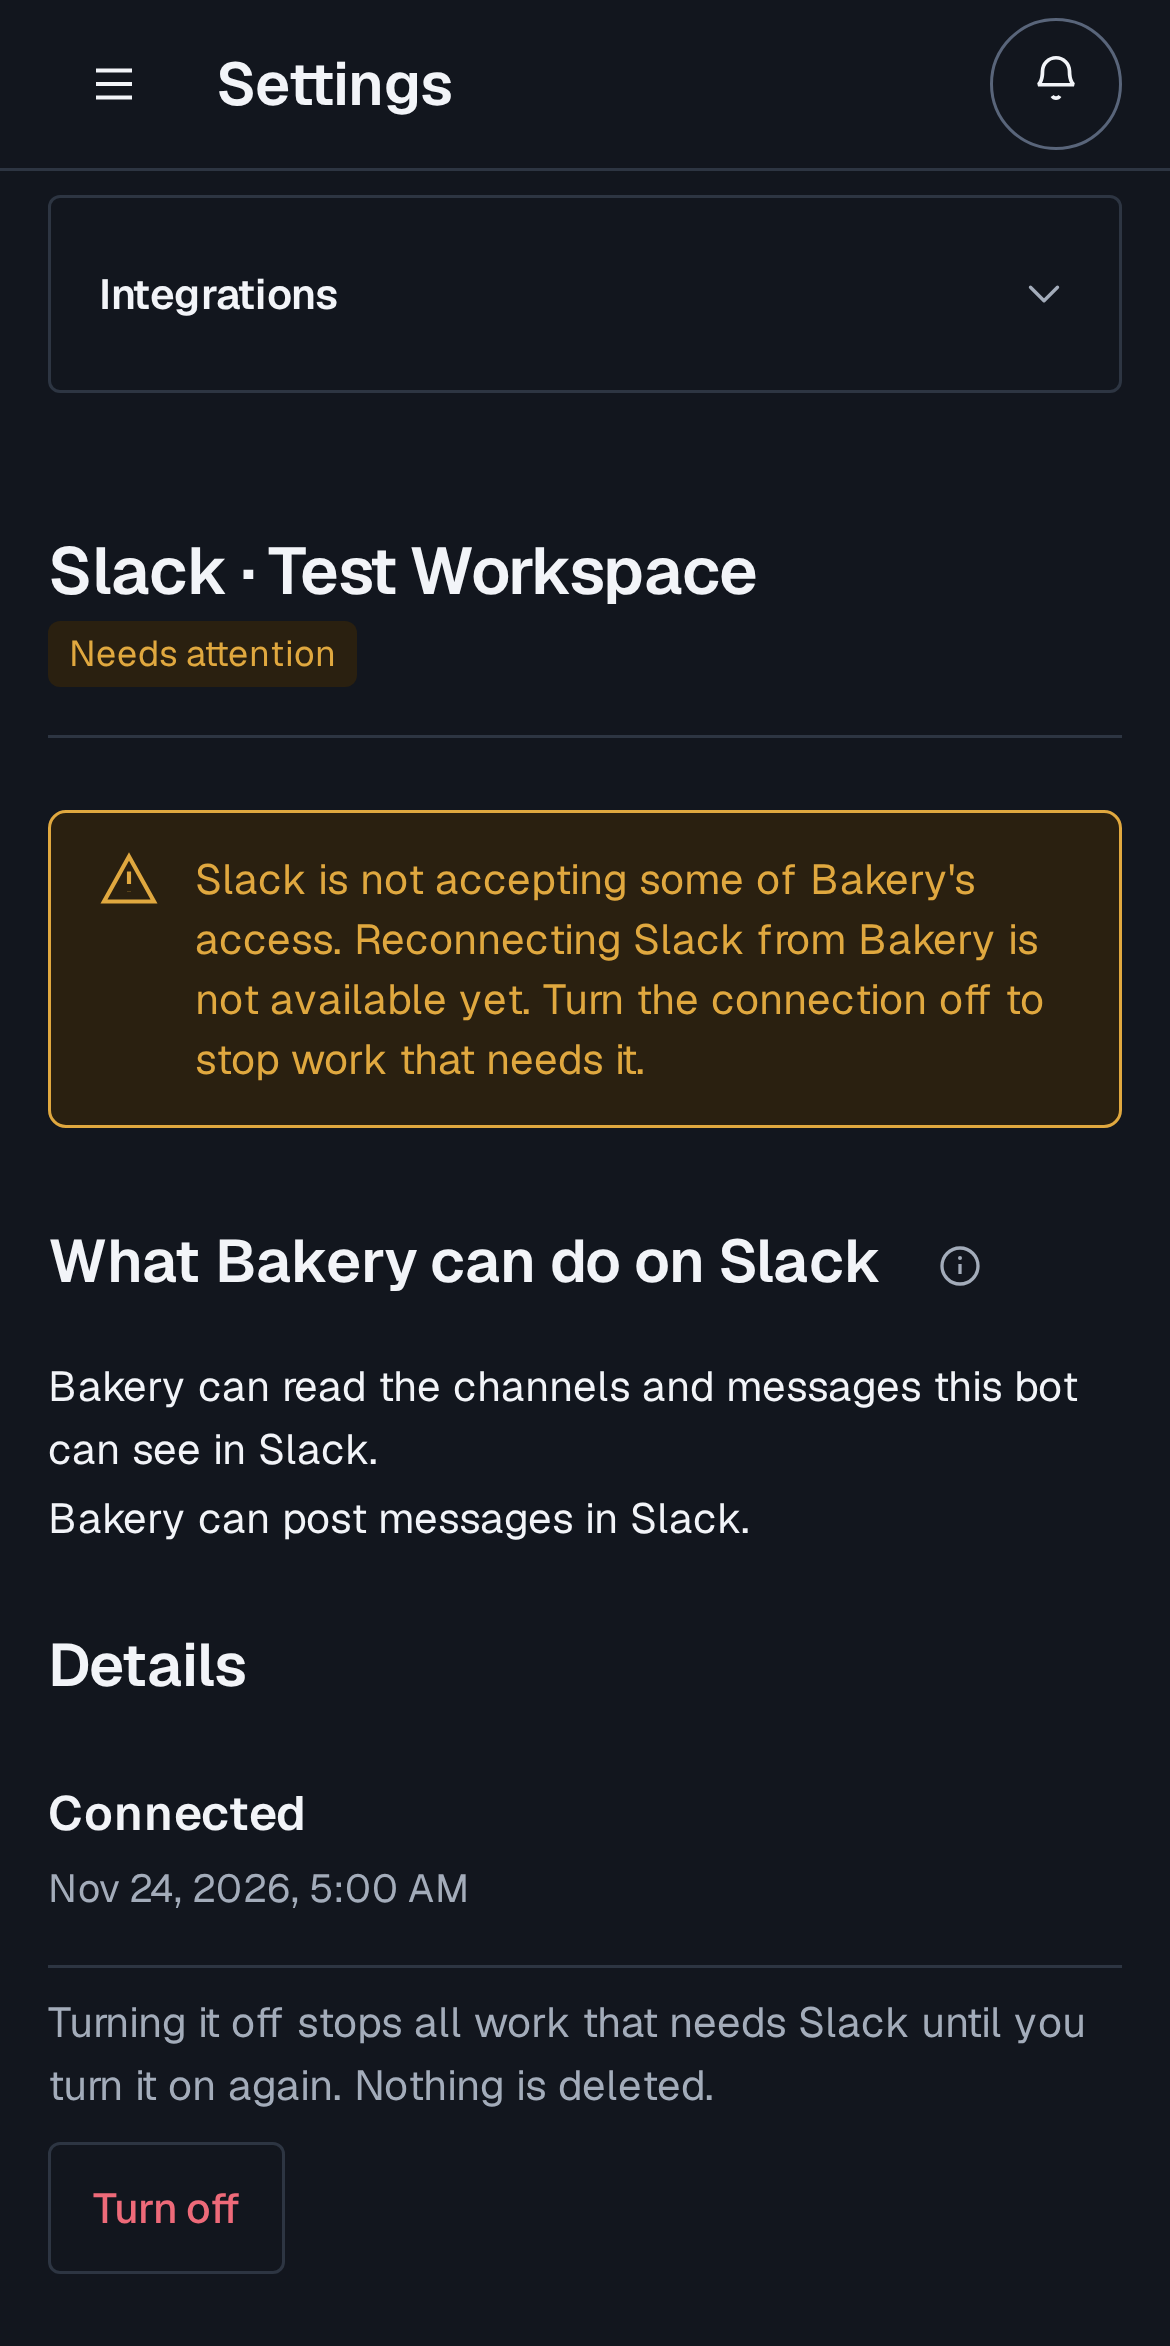 Settings
Integrations
Slack · Test Workspace
Needs attention
Slack is not accepting some of Bakery's
access. Reconnecting Slack from Bakery is
not available yet. Turn the connection off to
stop work that needs it.
What Bakery can do on Slack
Bakery can read the channels and messages this bot
can see in Slack.
Bakery can post messages in Slack.
Details
Connected
Nov 24, 2026, 5:00 AM
Turning it off stops all work that needs Slack until you
turn it on again. Nothing is deleted.
Turn off